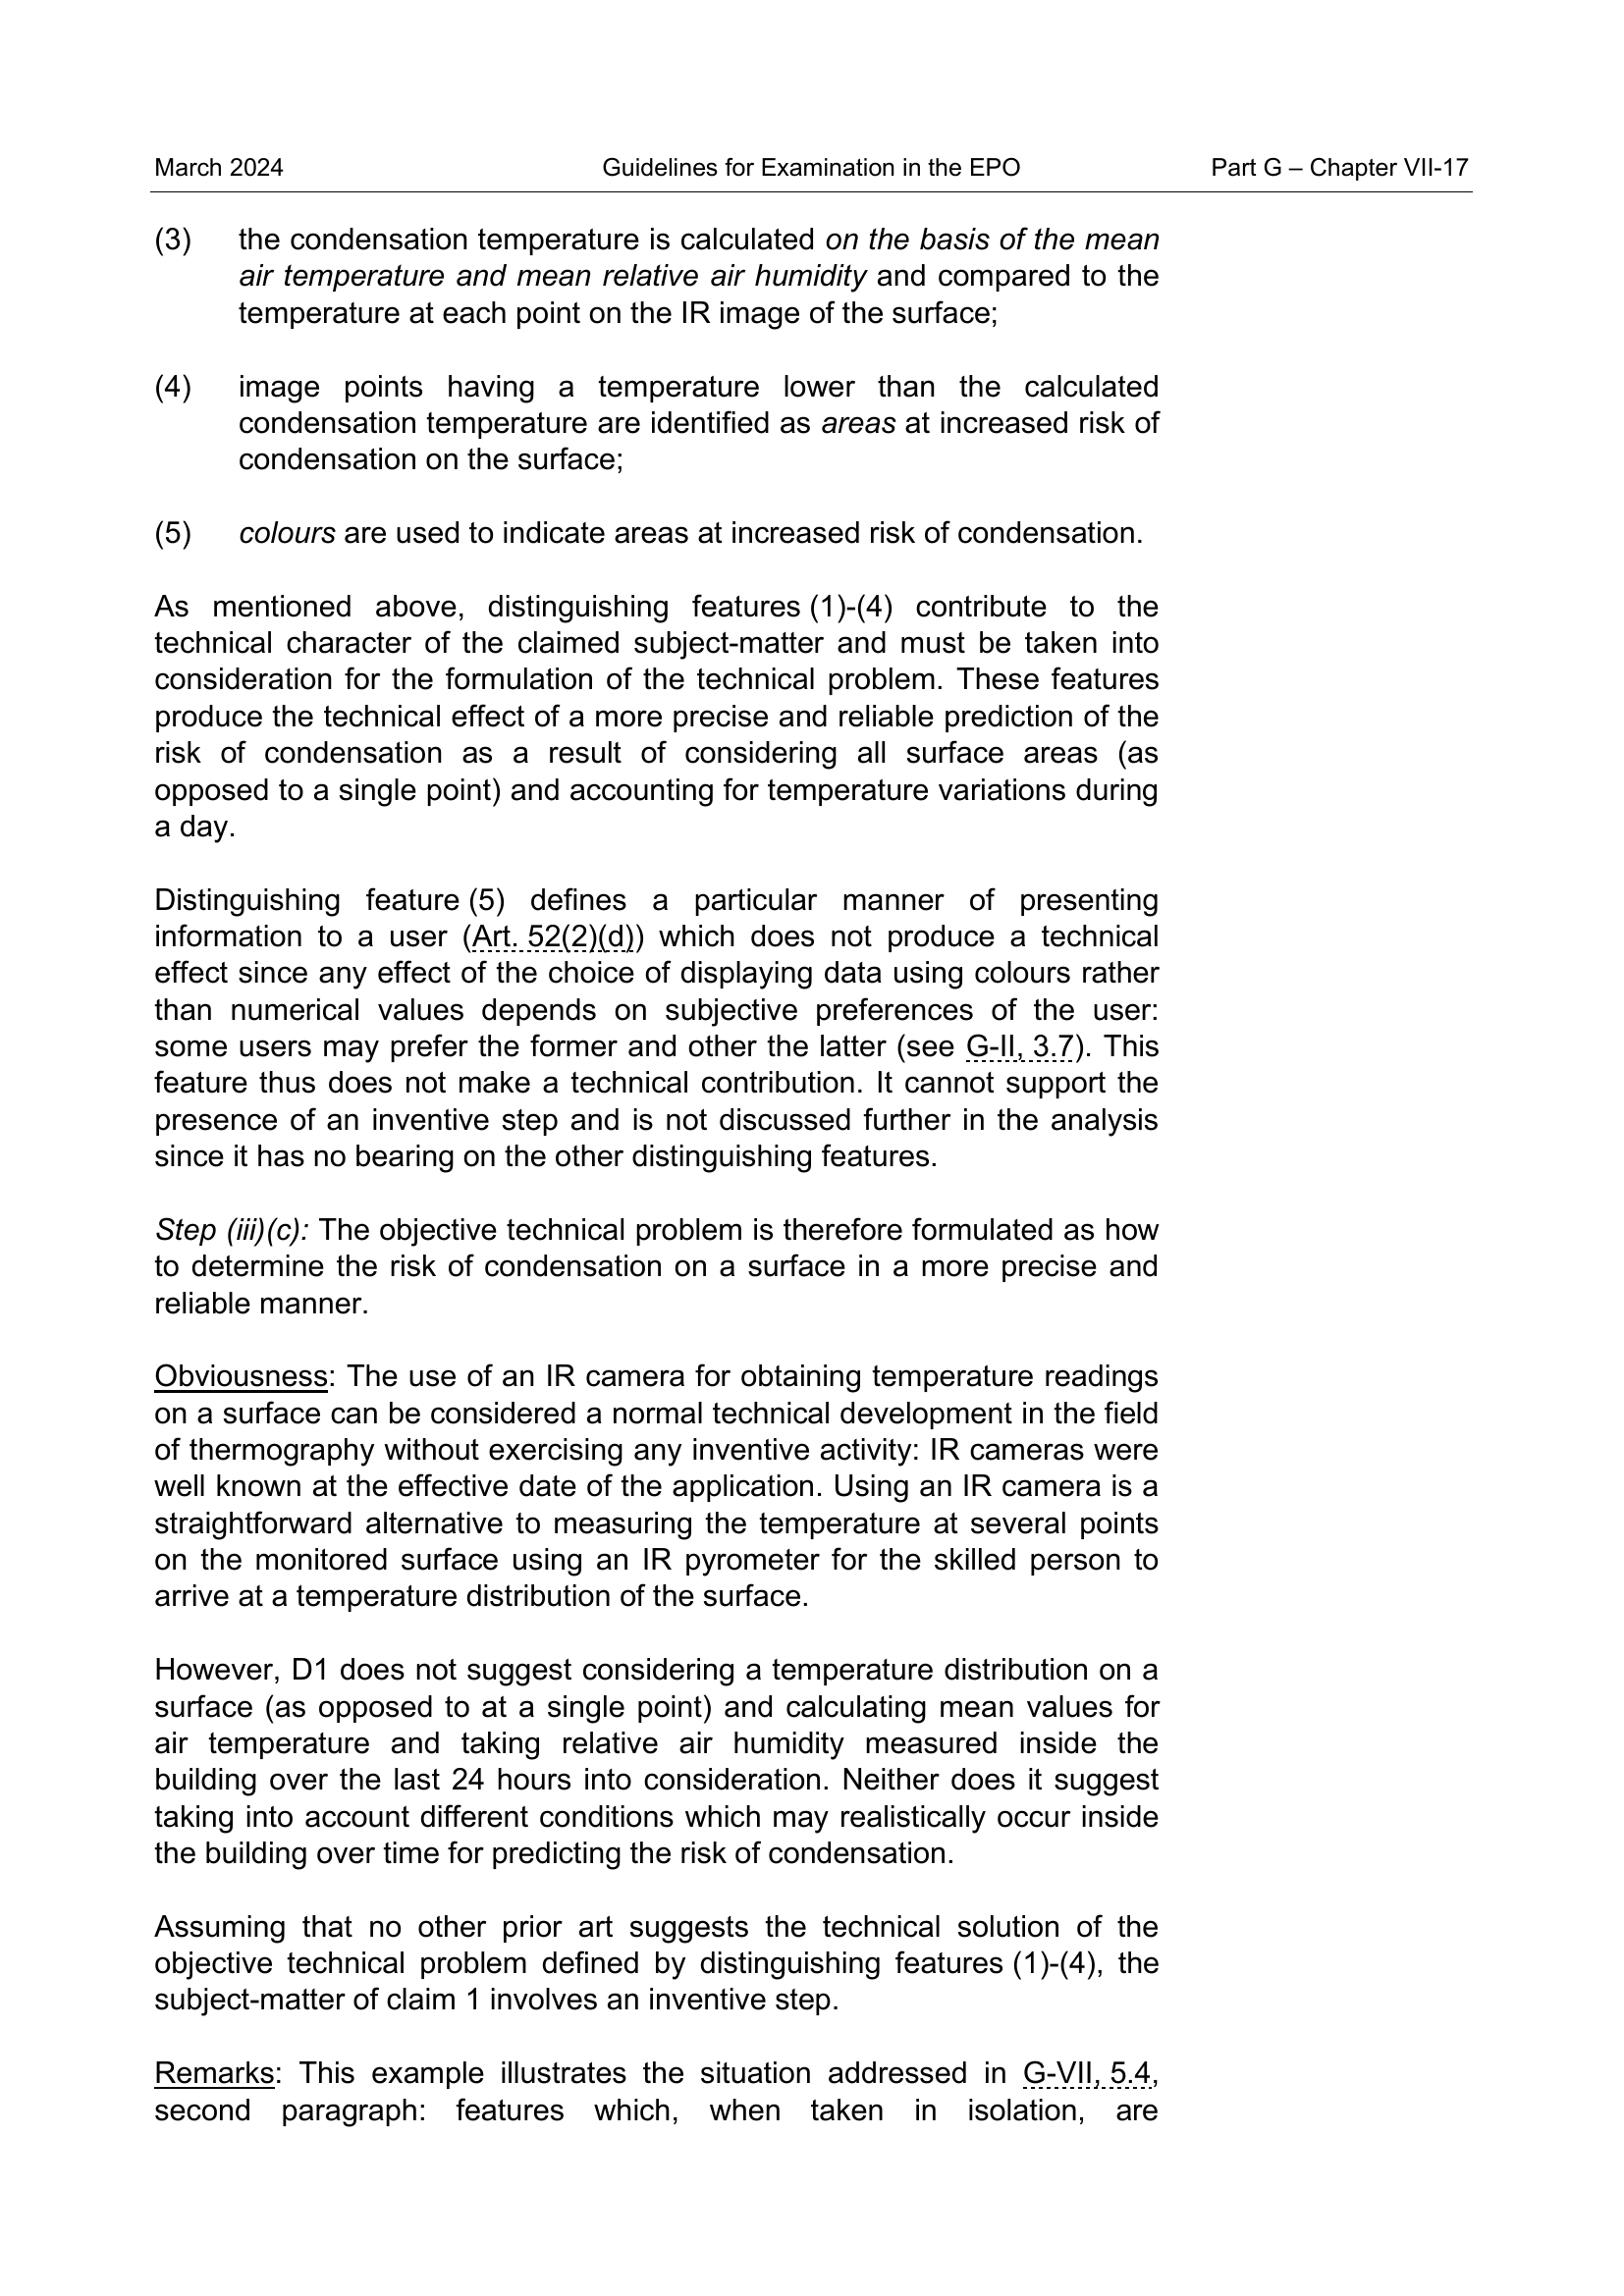 March 2024 Guidelines for Examination in the EPO Part G – Chapter VII-17
(3) the condensation temperature is calculated on the basis of the mean
air temperature and mean relative air humidity and compared to the
temperature at each point on the IR image of the surface;
(4) image points having a temperature lower than the calculated
condensation temperature are identified as areas at increased risk of
condensation on the surface;
(5) colours are used to indicate areas at increased risk of condensation.
As mentioned above, distinguishing features (1)-(4) contribute to the
technical character of the claimed subject-matter and must be taken into
consideration for the formulation of the technical problem. These features
produce the technical effect of a more precise and reliable prediction of the
risk of condensation as a result of considering all surface areas (as
opposed to a single point) and accounting for temperature variations during
a day.
Distinguishing feature (5) defines a particular manner of presenting
information to a user (Art. 52(2)(d)) which does not produce a technical
effect since any effect of the choice of displaying data using colours rather
than numerical values depends on subjective preferences of the user:
some users may prefer the former and other the latter (see G-II, 3.7). This
feature thus does not make a technical contribution. It cannot support the
presence of an inventive step and is not discussed further in the analysis
since it has no bearing on the other distinguishing features.
Step (iii)(c): The objective technical problem is therefore formulated as how
to determine the risk of condensation on a surface in a more precise and
reliable manner.
Obviousness: The use of an IR camera for obtaining temperature readings
on a surface can be considered a normal technical development in the field
of thermography without exercising any inventive activity: IR cameras were
well known at the effective date of the application. Using an IR camera is a
straightforward alternative to measuring the temperature at several points
on the monitored surface using an IR pyrometer for the skilled person to
arrive at a temperature distribution of the surface.
However, D1 does not suggest considering a temperature distribution on a
surface (as opposed to at a single point) and calculating mean values for
air temperature and taking relative air humidity measured inside the
building over the last 24 hours into consideration. Neither does it suggest
taking into account different conditions which may realistically occur inside
the building over time for predicting the risk of condensation.
Assuming that no other prior art suggests the technical solution of the
objective technical problem defined by distinguishing features (1)-(4), the
subject-matter of claim 1 involves an inventive step.
Remarks: This example illustrates the situation addressed in G-VII, 5.4,
second paragraph: features which, when taken in isolation, are